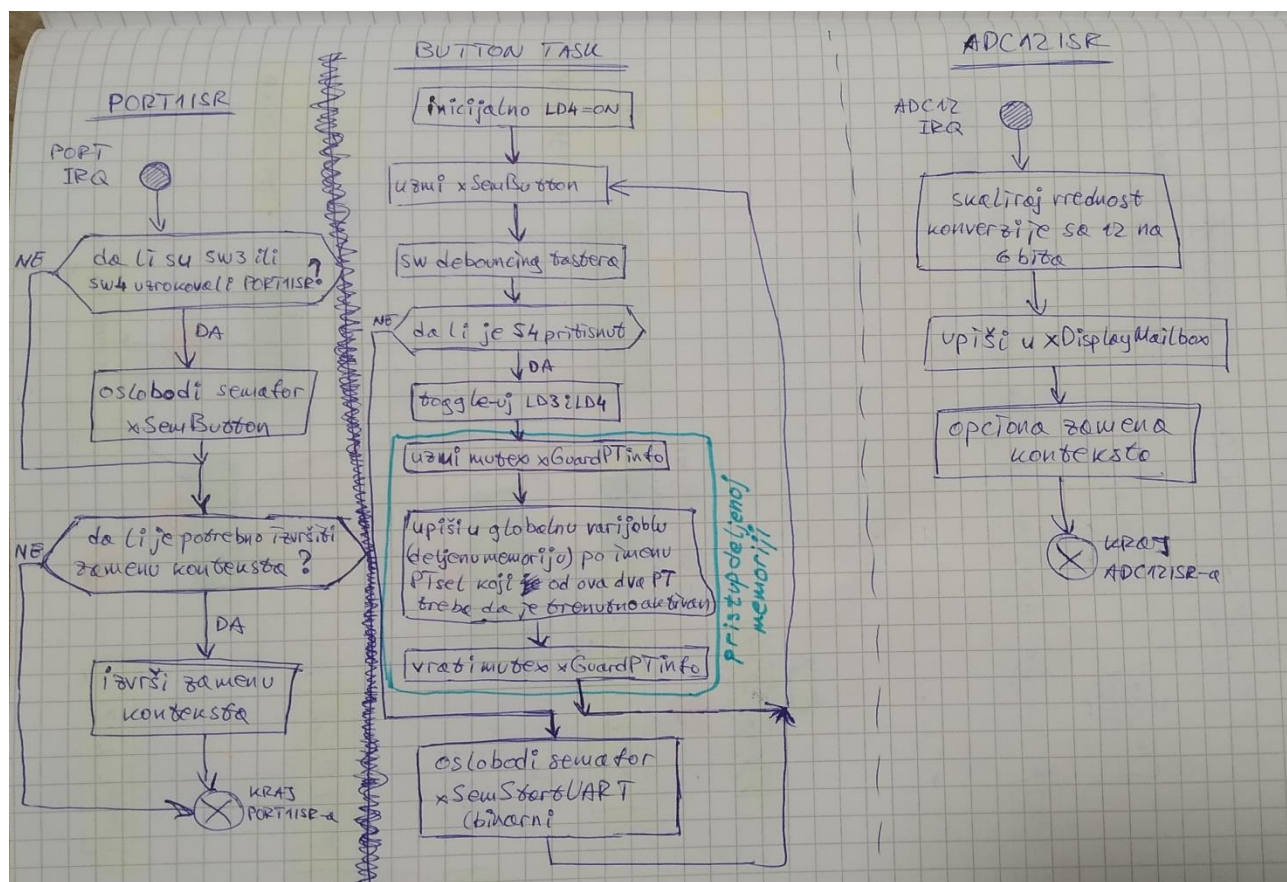 PORT1ISR
PORT
IRQ
NE
da li su sw3 ili
sw4 uzrokovali PORT1ISR?
DA
oslobodi semafor
xSemButton
NE
da li je potrebno izvršiti
zamenu konteksta?
DA
izvrši zamenu
konteksta
KRAJ
PORT1ISR-a
BUTTON TASK
inicijalno LD4=ON
uzmi xSemButton
sw debouncing tastera
NE
da li je S4 pritisnut
DA
toggle-uj LD3 i LD4
uzmi mutex xGuardPTinfo
upiši u globalnu varijablu
(deljenu memoriju) po imenu
PTsel koji od ova dva PT
treba da je trenutno aktivan
vrati mutex xGuardPTinfo
pristup deljenoj
memoriji
oslobodi semafor
xSemStartUART
(binarni
ADC12ISR
ADC12
IRQ
skaliraj vrednost
konverzije sa 12 na
6 bita
upiši u xDisplayMailbox
opciona zamena
konteksta
KRAJ
ADC12ISR-a